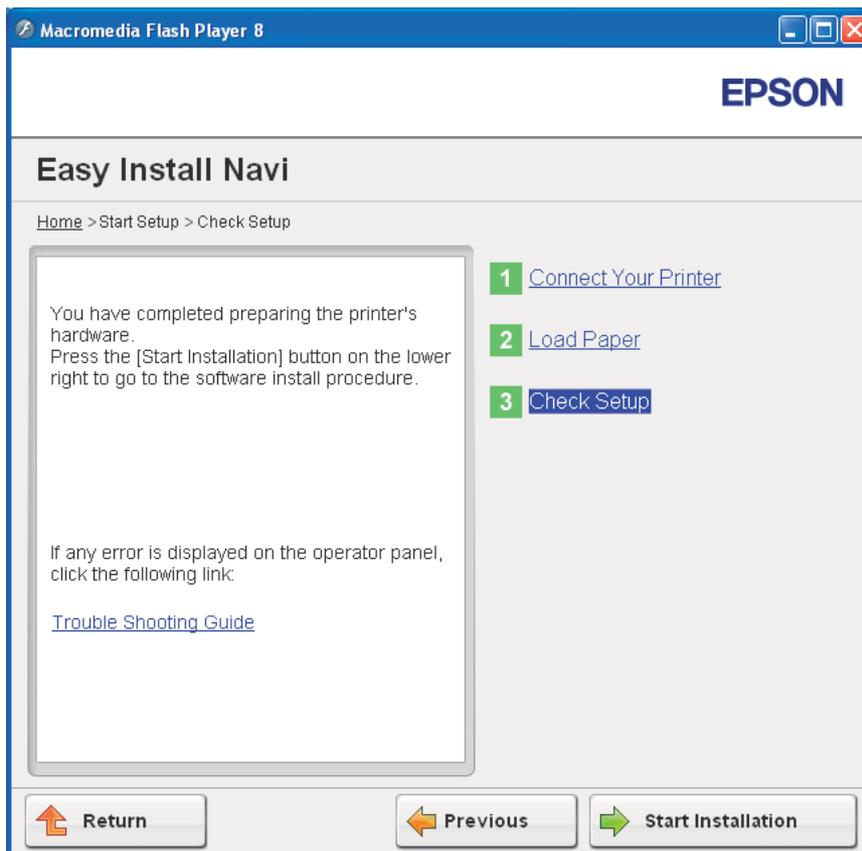 Macromedia Flash Player 8
EPSON
Easy Install Navi
Home > Start Setup > Check Setup
You have completed preparing the printer's
hardware.
Press the [Start Installation] button on the lower
right to go to the software install procedure.
If any error is displayed on the operator panel,
click the following link:
Trouble Shooting Guide
1 Connect Your Printer
2 Load Paper
3 Check Setup
Return
Previous
Start Installation